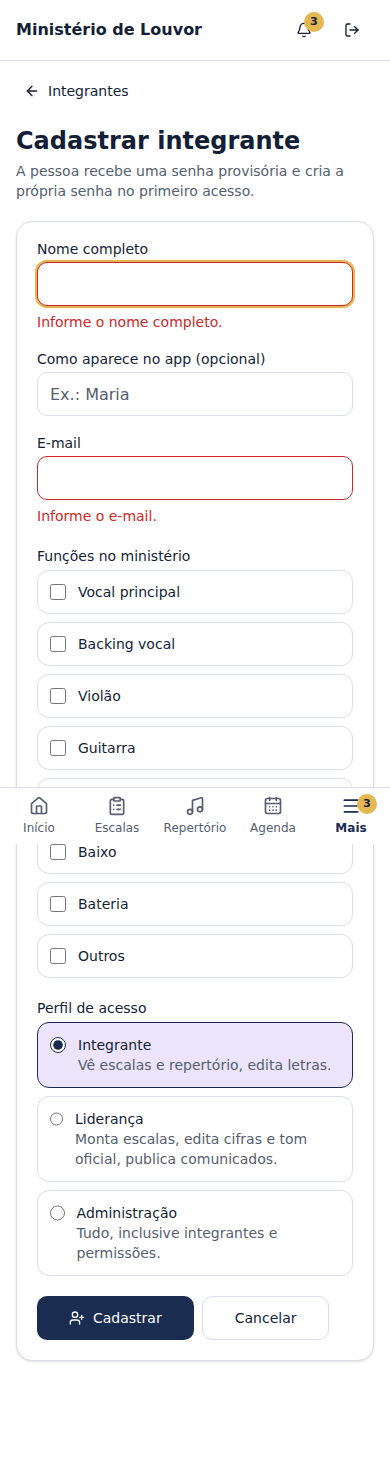 Ministério de Louvor
3
Integrantes
Cadastrar integrante
A pessoa recebe uma senha provisória e cria a
própria senha no primeiro acesso.
Nome completo
Informe o nome completo.
Como aparece no app (opcional)
Ex.: Maria
E-mail
Informe o e-mail.
Funções no ministério
Vocal principal
Backing vocal
Violão
Guitarra
Início
Escalas
Repertório
Agenda
Mais
3
Baixo
Bateria
Outros
Perfil de acesso
Integrante
Vê escalas e repertório, edita letras.
Liderança
Monta escalas, edita cifras e tom
oficial, publica comunicados.
Administração
Tudo, inclusive integrantes e
permissões.
Cadastrar
Cancelar